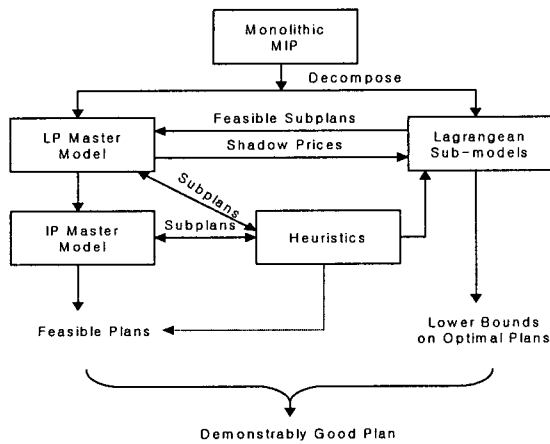 Monolithic
MIP
Decompose
Feasible Subplans
LP Master
Model
Shadow Prices
Lagrangean
Sub-models
Subplans
IP Master
Model
Subplans
Heuristics
Feasible Plans
Lower Bounds
on Optimal Plans
Demonstrably Good Plan